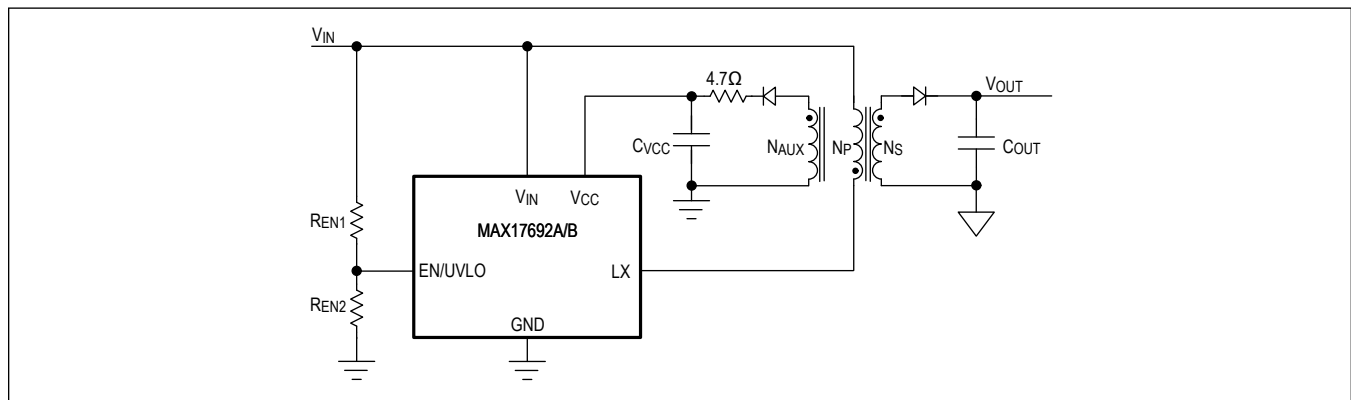 VIN
4.7Ω
VOUT
CVCC
NAUX
NP
NS
COUT
VIN
VCC
REN1
MAX17692A/B
EN/UVLO
LX
REN2
GND